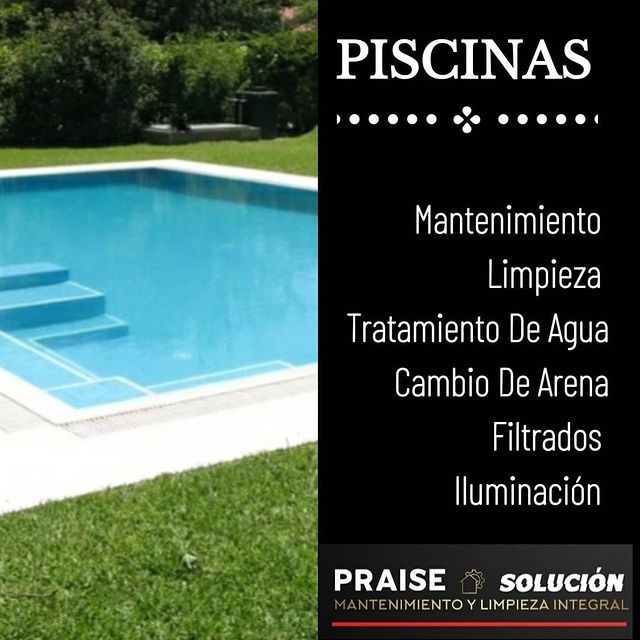 PISCINAS
Mantenimiento
Limpieza
Tratamiento De Agua
Cambio De Arena
Filtrados
Iluminación
PRAISE SOLUCIÓN
MANTENIMIENTO Y LIMPIEZA INTEGRAL